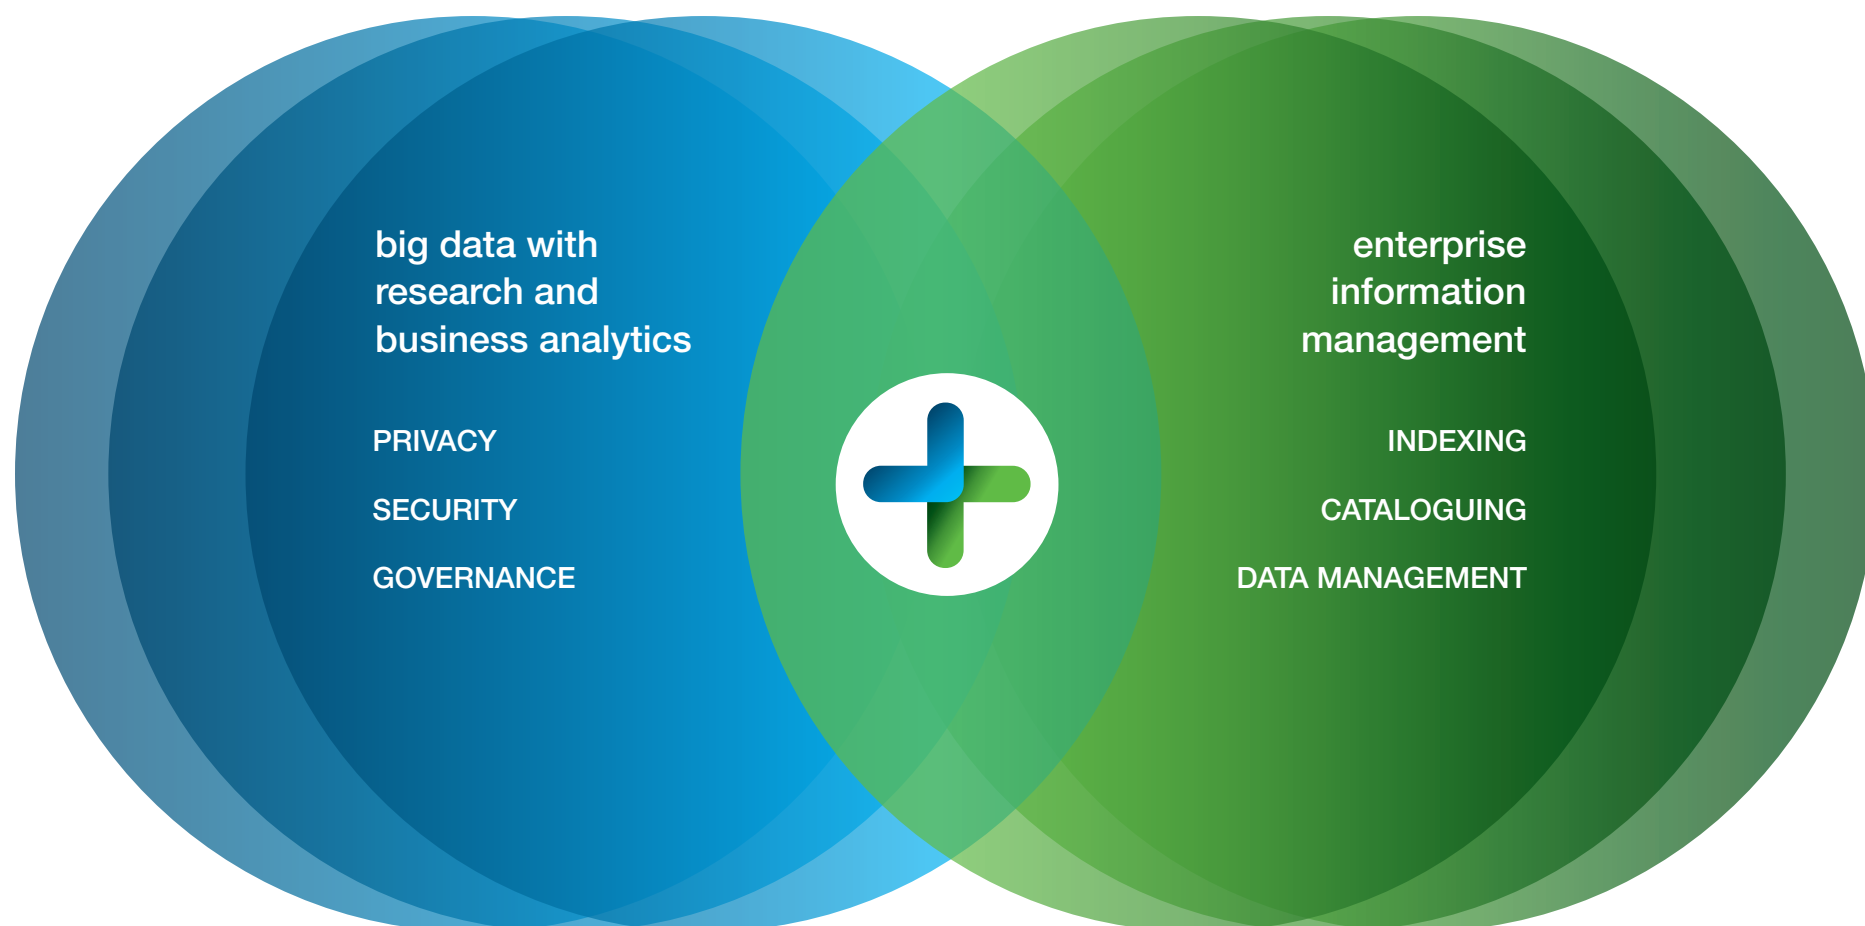 big data with
research and
business analytics
PRIVACY
SECURITY
GOVERNANCE
enterprise
information
management
INDEXING
CATALOGUING
DATA MANAGEMENT